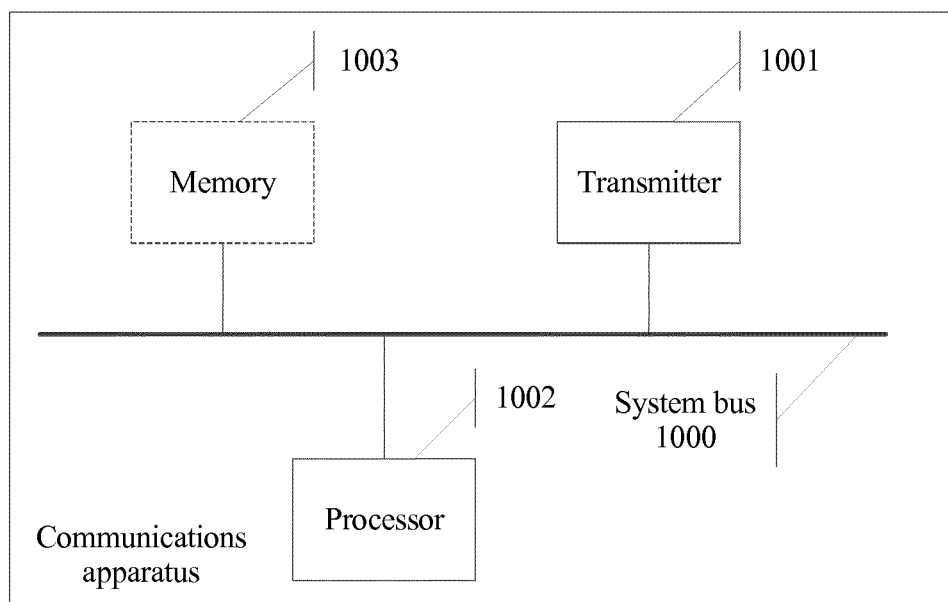 1003
1001
Memory
Transmitter
1002
System bus
1000
Processor
Communications
apparatus